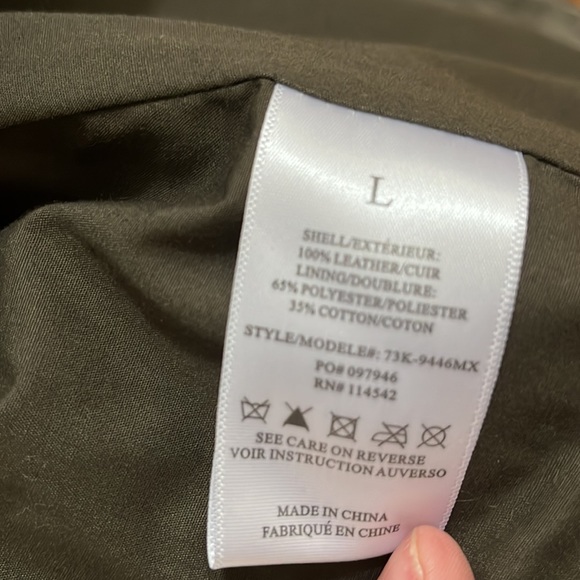 L
SHELL/EXTÉRIEUR:
100% LEATHER/CUIR
LINING/DOUBLURE:
65% POLYESTER/POLIESTER
35% COTTON/COTON
STYLE/MODELE#: 73K-9446MX
PO# 097946
RN# 114542
SEE CARE ON REVERSE
VOIR INSTRUCTION AUVERSO
MADE IN CHINA
FABRIQUÉ EN CHINE